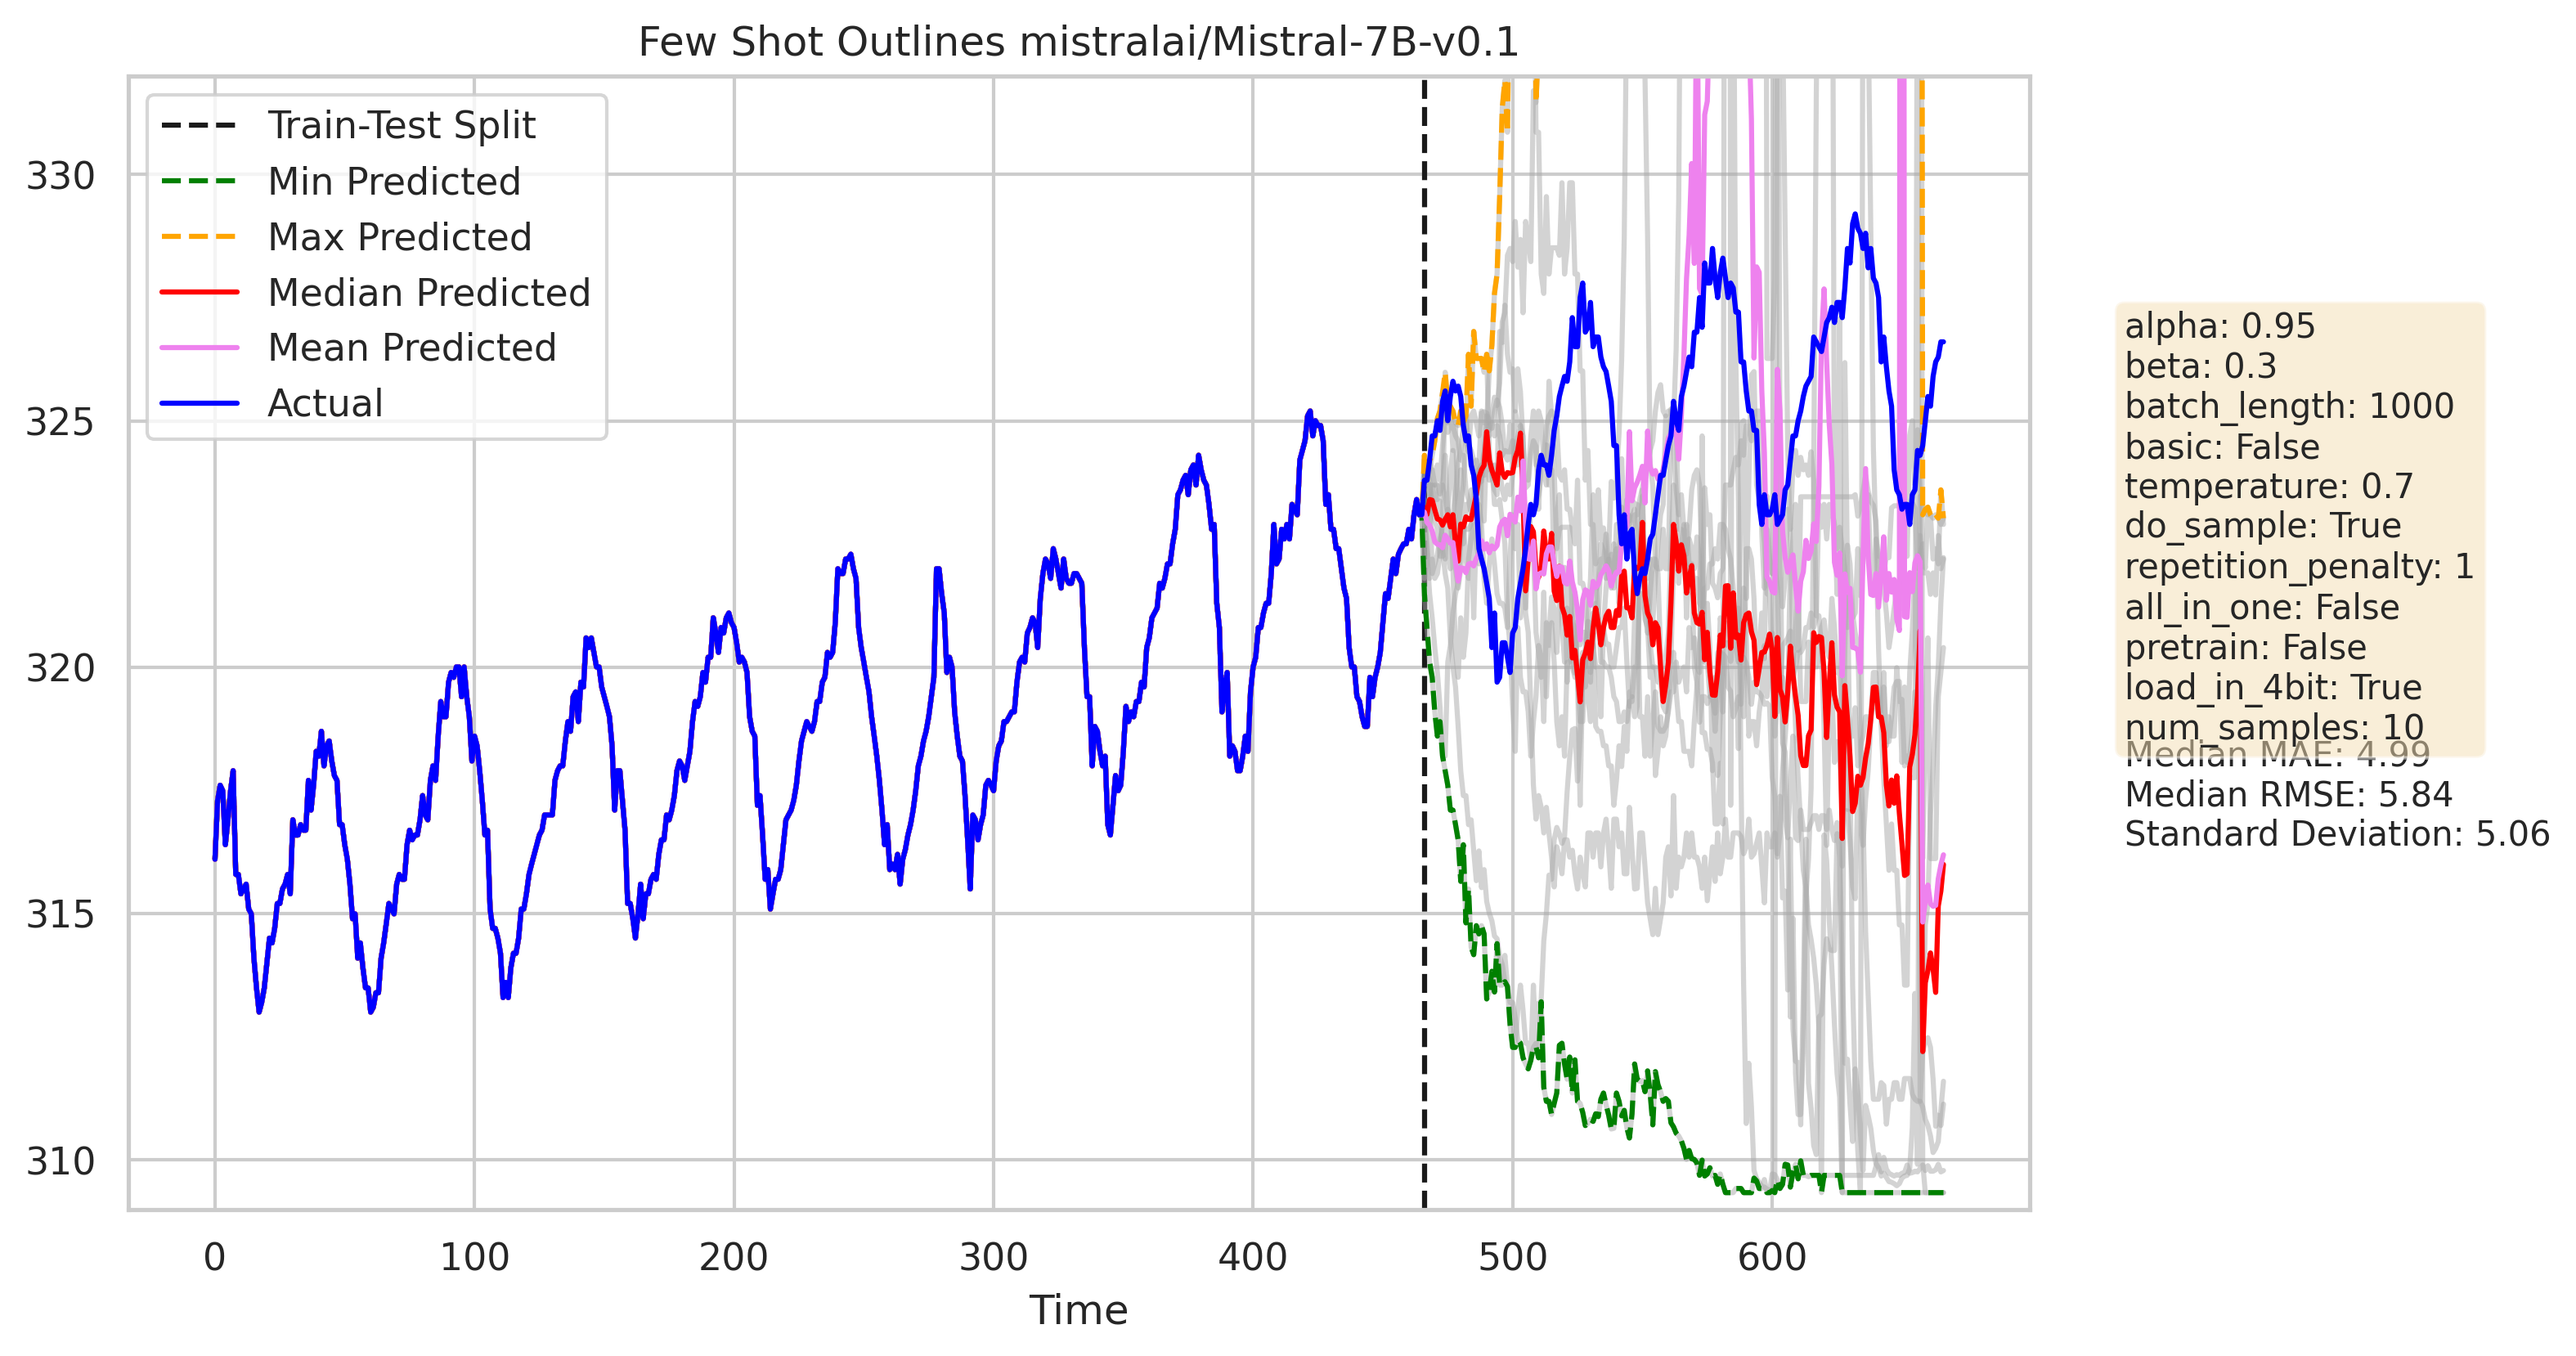 Few Shot Outlines mistralai/Mistral-7B-v0.1
Train-Test Split
Min Predicted
Max Predicted
Median Predicted
Mean Predicted
Actual
330
325
320
315
310
0
100
200
300
400
500
600
Time
alpha: 0.95
beta: 0.3
batch_length: 1000
basic: False
temperature: 0.7
do_sample: True
repetition_penalty: 1
all_in_one: False
pretrain: False
load_in_4bit: True
num_samples: 10
Median MAE: 4.99
Median RMSE: 5.84
Standard Deviation: 5.06